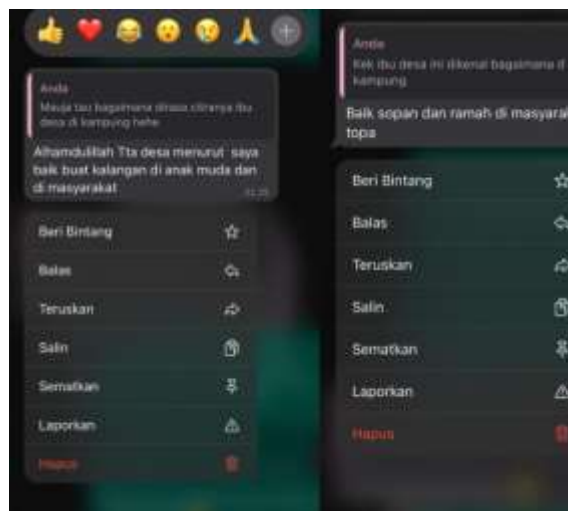 Anda
Mauja tau bagaimana dirasa citranya ibu
desa di kampung hehe
Alhamdulillah Tta desa menurut saya
baik buat kalangan di anak muda dan
di masyarakat
Beri Bintang
Balas
Teruskan
Salin
Sematkan
Laporkan
Hapus
Anda
Kek ibu desa ini dikenal bagaimana d
kampung
Baik sopan dan ramah di masyarak
topa
Beri Bintang
Balas
Teruskan
Salin
Sematkan
Laporkan
Hapus